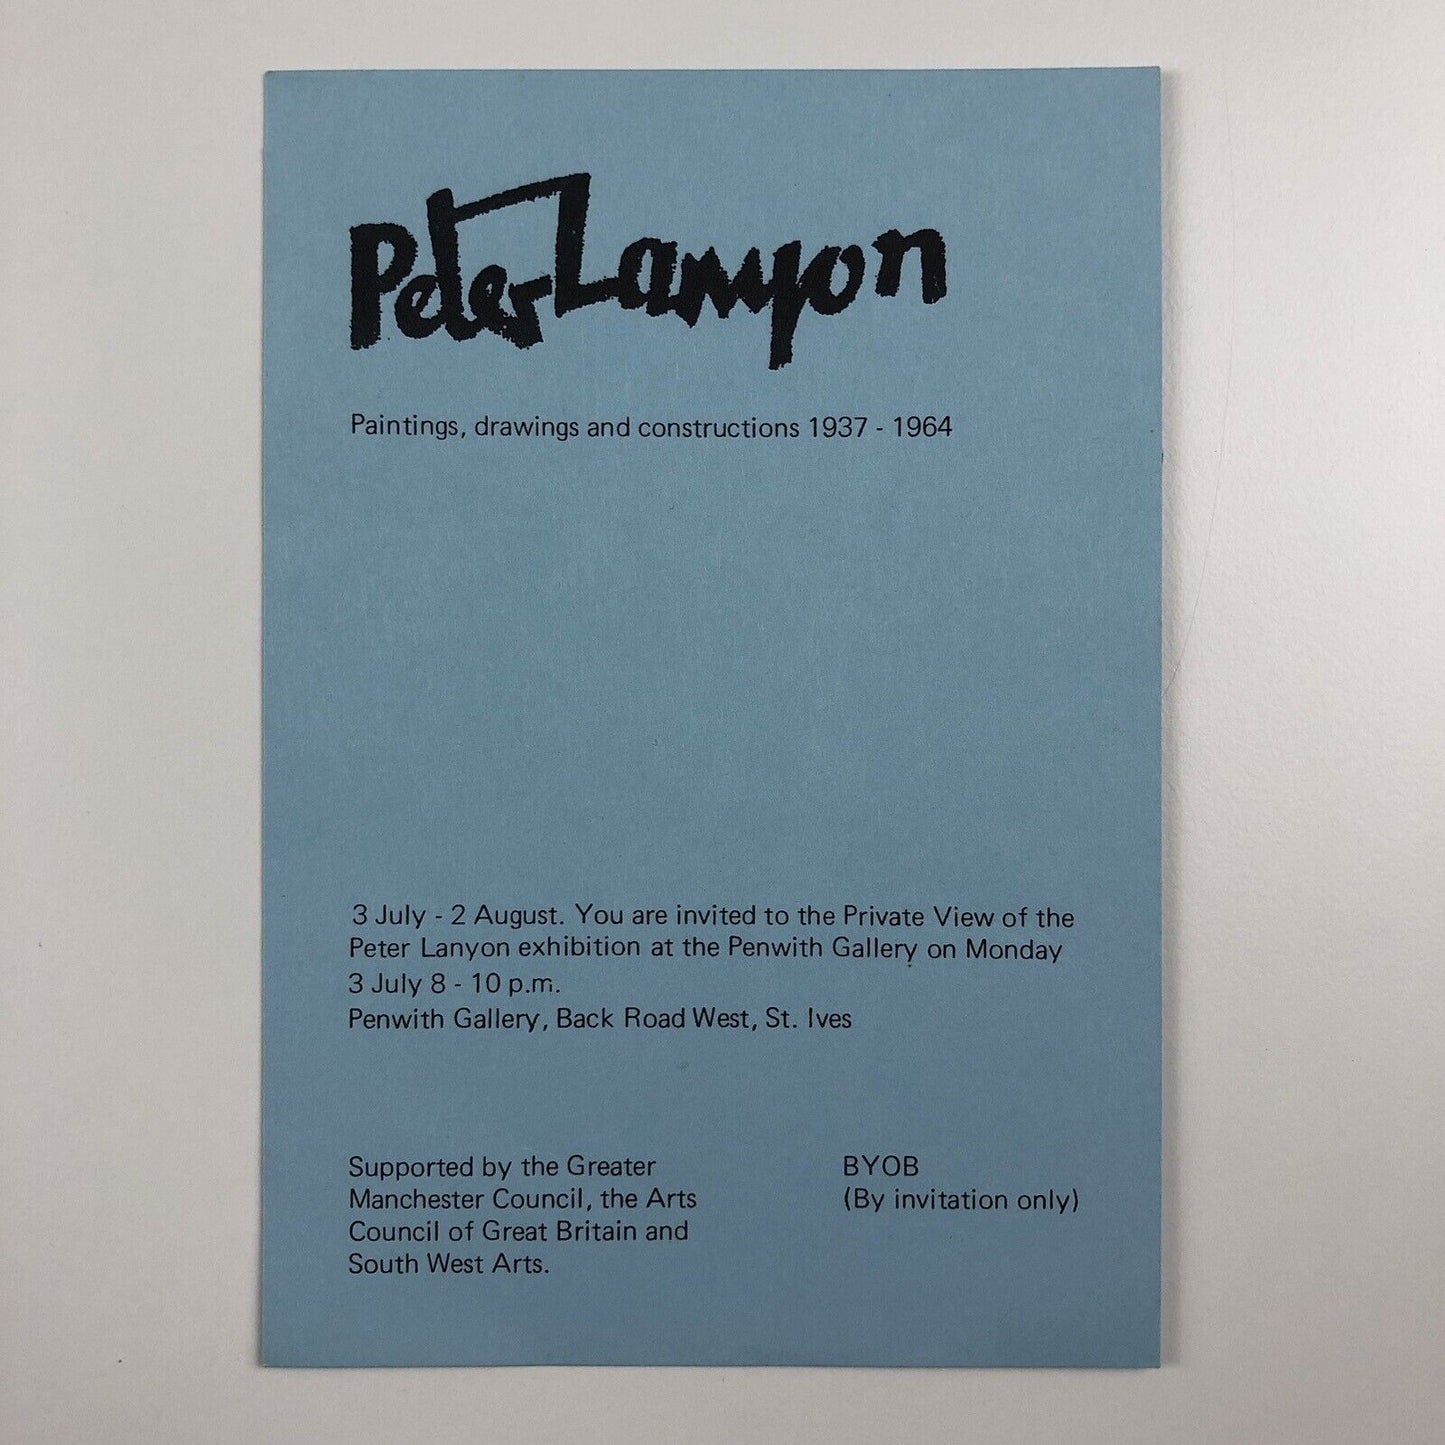 Peter Lanyon
Paintings, drawings and constructions 1937 - 1964
3 July - 2 August. You are invited to the Private View of the
Peter Lanyon exhibition at the Penwith Gallery on Monday
3 July 8 - 10 p.m.
Penwith Gallery, Back Road West, St. Ives
Supported by the Greater
Manchester Council, the Arts
Council of Great Britain and
South West Arts.
BYOB
(By invitation only)